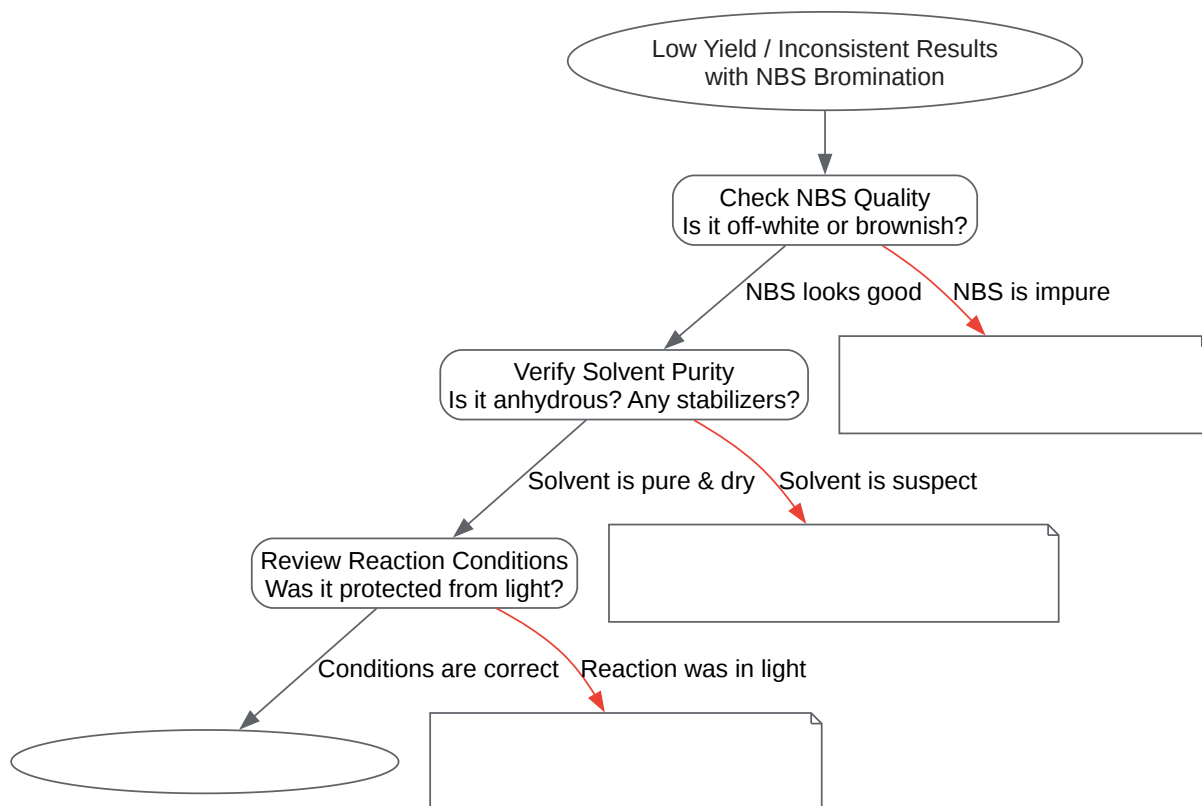 Low Yield / Inconsistent Results
with NBS Bromination
Check NBS Quality
Is it off-white or brownish?
NBS looks good
NBS is impure
Verify Solvent Purity
Is it anhydrous? Any stabilizers?
Solvent is pure & dry
Solvent is suspect
Review Reaction Conditions
Was it protected from light?
Conditions are correct
Reaction was in light